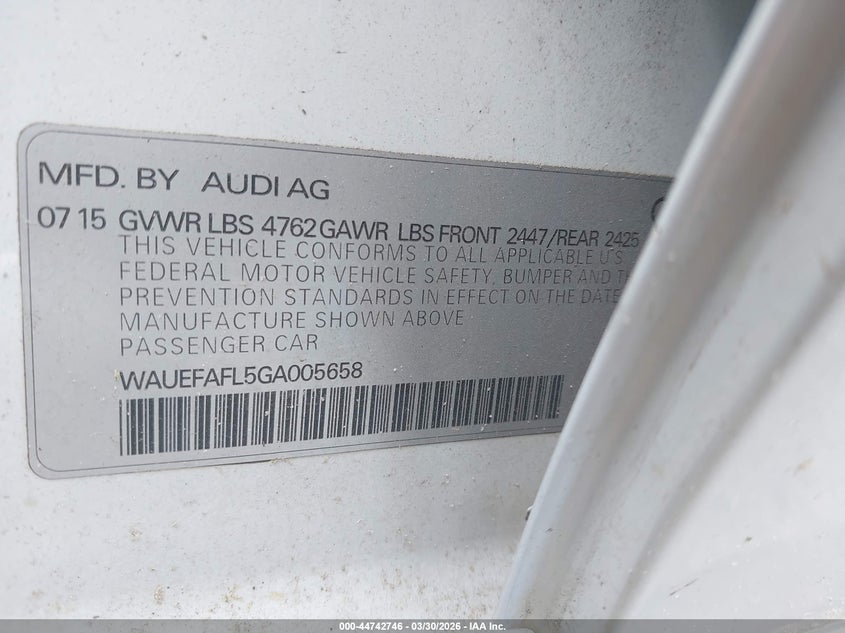 MFD. BY AUDI AG
07 15 GVWR LBS 4762 GAWR LBS FRONT 2447/REAR 2425
THIS VEHICLE CONFORMS TO ALL APPLICABLE U.S.
FEDERAL MOTOR VEHICLE SAFETY, BUMPER AND
PREVENTION STANDARDS IN EFFECT ON THE DATE
MANUFACTURE SHOWN ABOVE
PASSENGER CAR
WAUEFAFL5GA005658
000-44742746 - 03/30/2026 - IAA Inc.